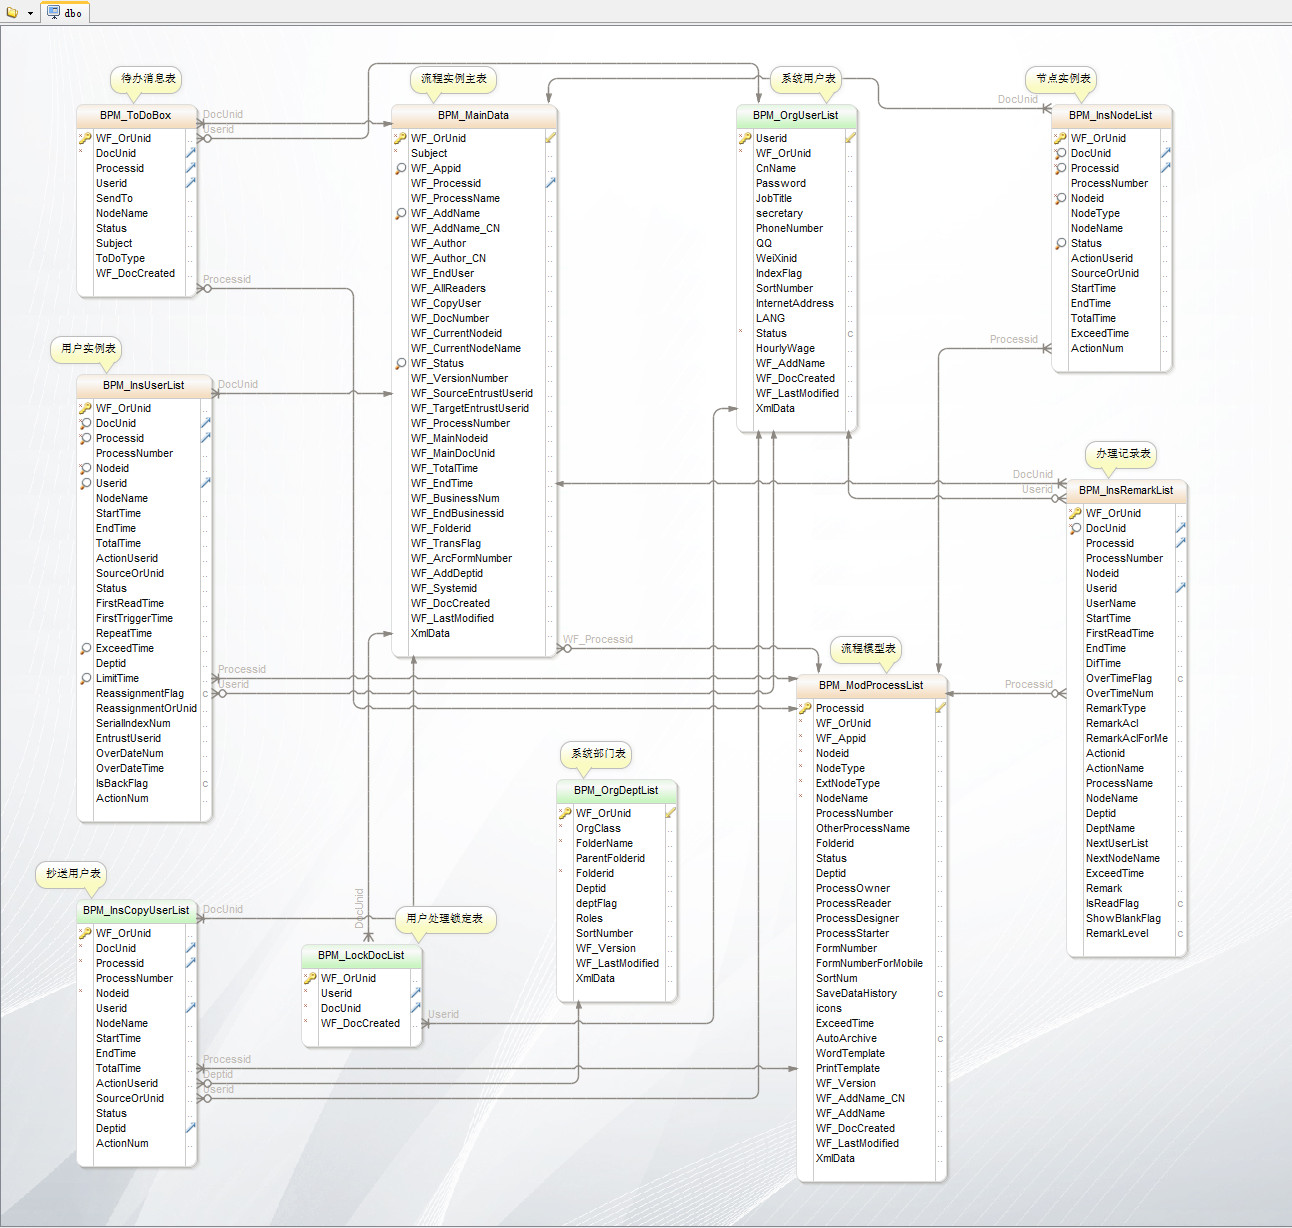 dbo
待办消息表
BPM_ToDoBox
WF_OrUnid
DocUnid
Processid
Userid
SendTo
NodeName
Status
Subject
ToDoType
WF_DocCreated
DocUnid
Userid
Processid
流程实例主表
BPM_MainData
WF_OrUnid
Subject
WF_Appid
WF_Processid
WF_ProcessName
WF_AddName
WF_AddName_CN
WF_Author
WF_Author_CN
WF_EndUser
WF_AllReaders
WF_CopyUser
WF_DocNumber
WF_CurrentNodeid
WF_CurrentNodeName
WF_Status
WF_VersionNumber
WF_SourceEntrustUserid
WF_TargetEntrustUserid
WF_ProcessNumber
WF_MainNodeid
WF_MainDocUnid
WF_TotalTime
WF_EndTime
WF_BusinessNum
WF_EndBusinessid
WF_Folderid
WF_TransFlag
WF_ArcFormNumber
WF_AddDeptid
WF_Systemid
WF_DocCreated
WF_LastModified
XmlData
WF_Processid
系统用户表
BPM_OrgUserList
Userid
WF_OrUnid
CnName
Password
JobTitle
secretary
PhoneNumber
QQ
WeiXinid
IndexFlag
SortNumber
InternetAddress
LANG
Status
c
HourlyWage
WF_AddName
WF_DocCreated
WF_LastModified
XmlData
节点实例表
DocUnid
BPM_InsNodeList
WF_OrUnid
DocUnid
Processid
ProcessNumber
Nodeid
NodeType
NodeName
Status
ActionUserid
SourceOrUnid
StartTime
EndTime
TotalTime
ExceedTime
ActionNum
Processid
用户实例表
BPM_InsUserList
WF_OrUnid
DocUnid
Processid
ProcessNumber
Nodeid
Userid
NodeName
StartTime
EndTime
TotalTime
ActionUserid
SourceOrUnid
Status
FirstReadTime
FirstTriggerTime
RepeatTime
ExceedTime
Deptid
LimitTime
ReassignmentFlag
c
ReassignmentOrUnid
SerialIndexNum
EntrustUserid
OverDateNum
OverDateTime
IsBackFlag
c
ActionNum
DocUnid
Processid
Userid
办理记录表
DocUnid
Userid
BPM_InsRemarkList
WF_OrUnid
DocUnid
Processid
ProcessNumber
Nodeid
Userid
UserName
StartTime
FirstReadTime
EndTime
DifTime
OverTimeFlag
c
OverTimeNum
RemarkType
RemarkAcl
RemarkAclForMe
Actionid
ActionName
ProcessName
NodeName
Deptid
DeptName
NextUserList
NextNodeName
ExceedTime
Remark
IsReadFlag
c
ShowBlankFlag
RemarkLevel
c
Processid
流程模型表
BPM_ModProcessList
Processid
WF_OrUnid
WF_Appid
Nodeid
NodeType
ExtNodeType
NodeName
ProcessNumber
OtherProcessName
Folderid
Status
Deptid
ProcessOwner
ProcessReader
ProcessDesigner
ProcessStarter
FormNumber
FormNumberForMobile
SortNum
SaveDataHistory
c
icons
ExceedTime
AutoArchive
c
WordTemplate
PrintTemplate
WF_Version
WF_AddName_CN
WF_AddName
WF_DocCreated
WF_LastModified
XmlData
系统部门表
BPM_OrgDeptList
WF_OrUnid
OrgClass
FolderName
ParentFolderid
Folderid
Deptid
deptFlag
Roles
SortNumber
WF_Version
WF_LastModified
XmlData
抄送用户表
BPM_InsCopyUserList
WF_OrUnid
DocUnid
Processid
ProcessNumber
Nodeid
Userid
NodeName
StartTime
EndTime
TotalTime
ActionUserid
SourceOrUnid
Status
Deptid
ActionNum
DocUnid
Processid
Deptid
Userid
用户处理锁定表
DocUnid
BPM_LockDocList
WF_OrUnid
Userid
DocUnid
WF_DocCreated
Userid